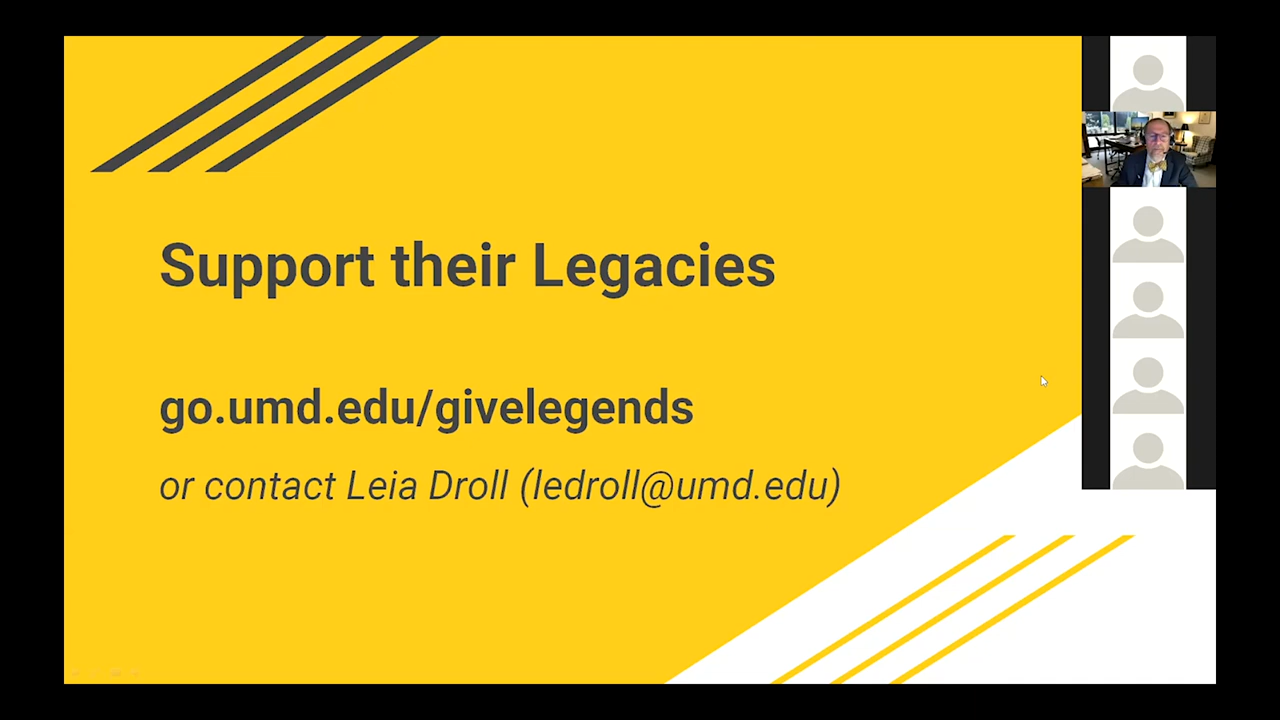 Support their Legacies
go.umd.edu/givelegends
or contact Leia Droll (ledroll@umd.edu)